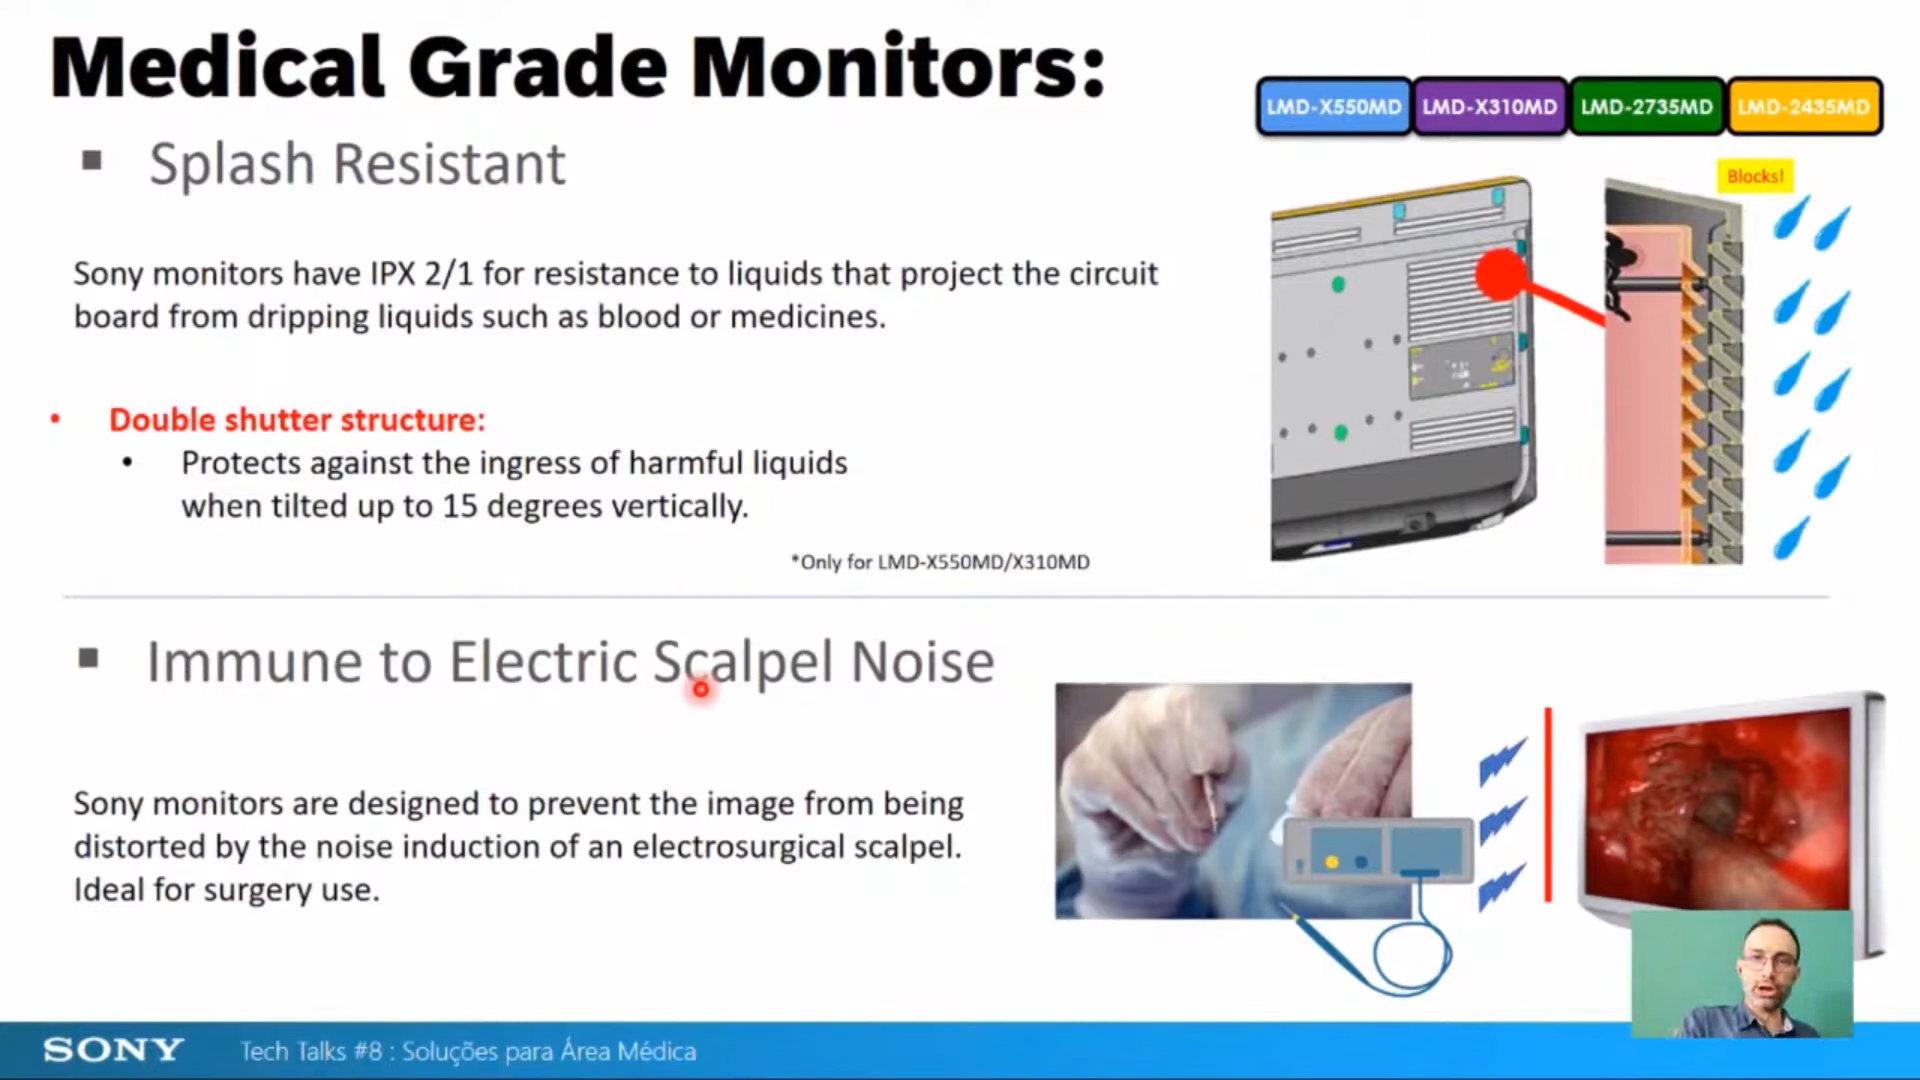 Medical Grade Monitors:
LMD-X550MD LMD-X310MD LMD-2735MD LMD-2435MD
▪ Splash Resistant
Blocks!
Sony monitors have IPX 2/1 for resistance to liquids that project the circuit
board from dripping liquids such as blood or medicines.
• Double shutter structure:
• Protects against the ingress of harmful liquids
when tilted up to 15 degrees vertically.
*Only for LMD-X550MD/X310MD
▪ Immune to Electric Scalpel Noise
Sony monitors are designed to prevent the image from being
distorted by the noise induction of an electrosurgical scalpel.
Ideal for surgery use.
SONY
Tech Talks #8 : Soluções para Área Médica